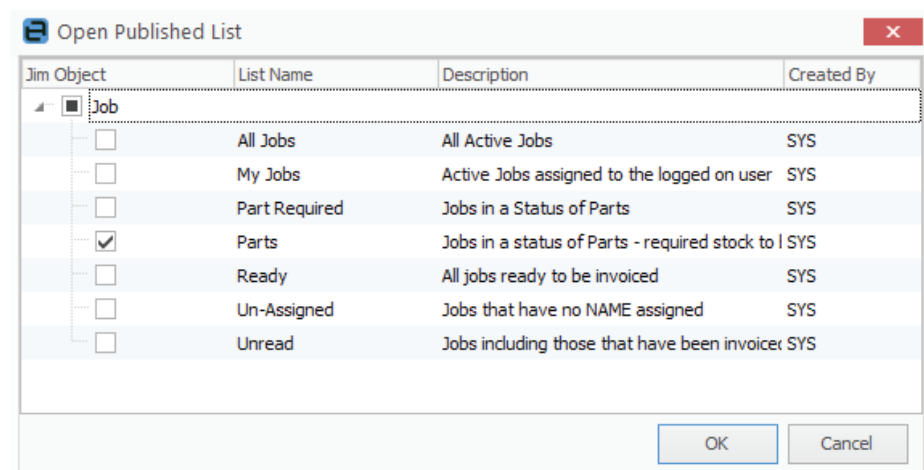 Open Published List
Jim Object List Name Description Created By
Job
All Jobs All Active Jobs SYS
My Jobs Active Jobs assigned to the logged on user SYS
Part Required Jobs in a Status of Parts SYS
Parts Jobs in a status of Parts - required stock to SYS
Ready All jobs ready to be invoiced SYS
Un-Assigned Jobs that have no NAME assigned SYS
Unread Jobs including those that have been SYS
OK Cancel